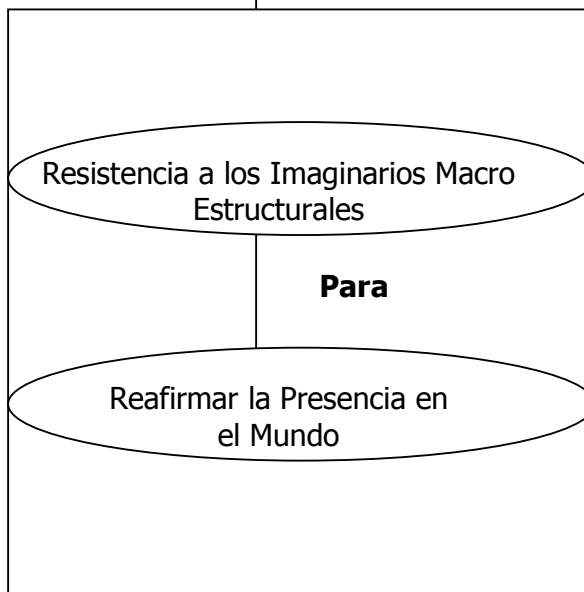 Resistencia a los Imaginarios Macro
Estructurales
Para
Reafirmar la Presencia en
el Mundo